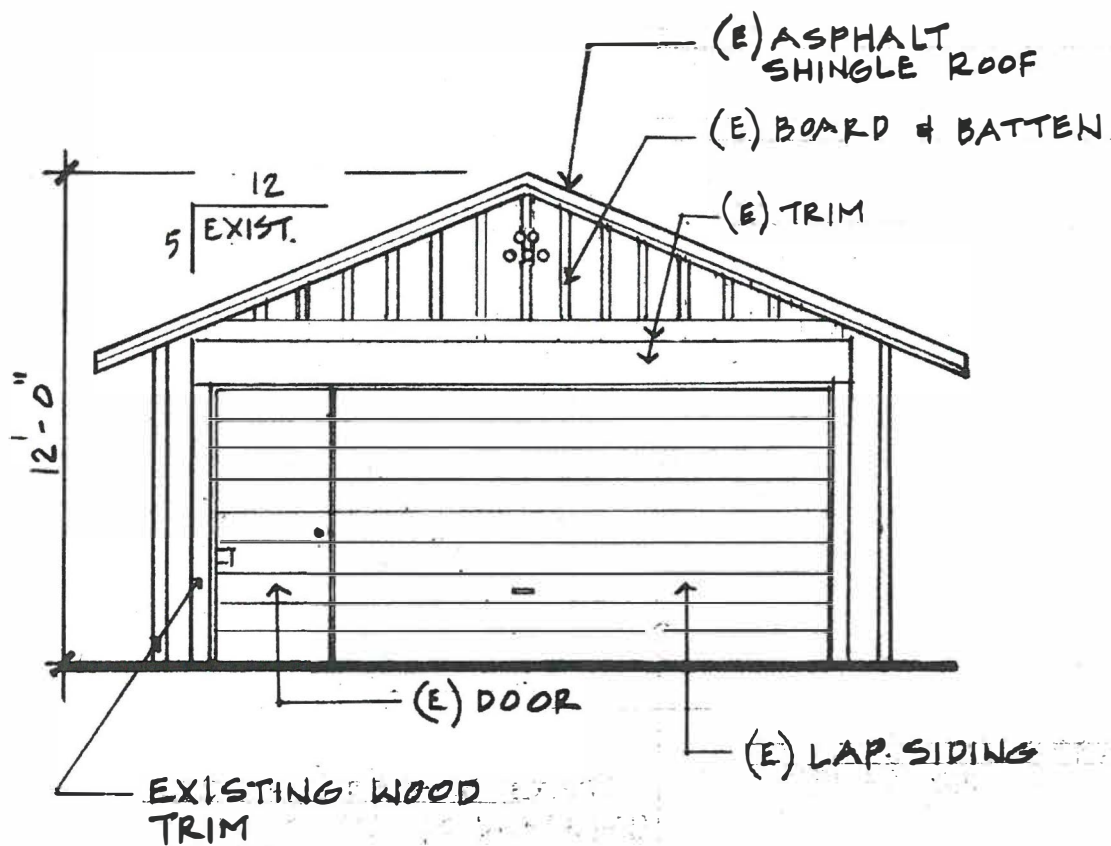 (E) ASPHALT
SHINGLE ROOF
(E) BOARD & BATTEN
12
5
EXIST.
(E) TRIM
12'-0"
(E) DOOR
(E) LAP SIDING
EXISTING WOOD
TRIM